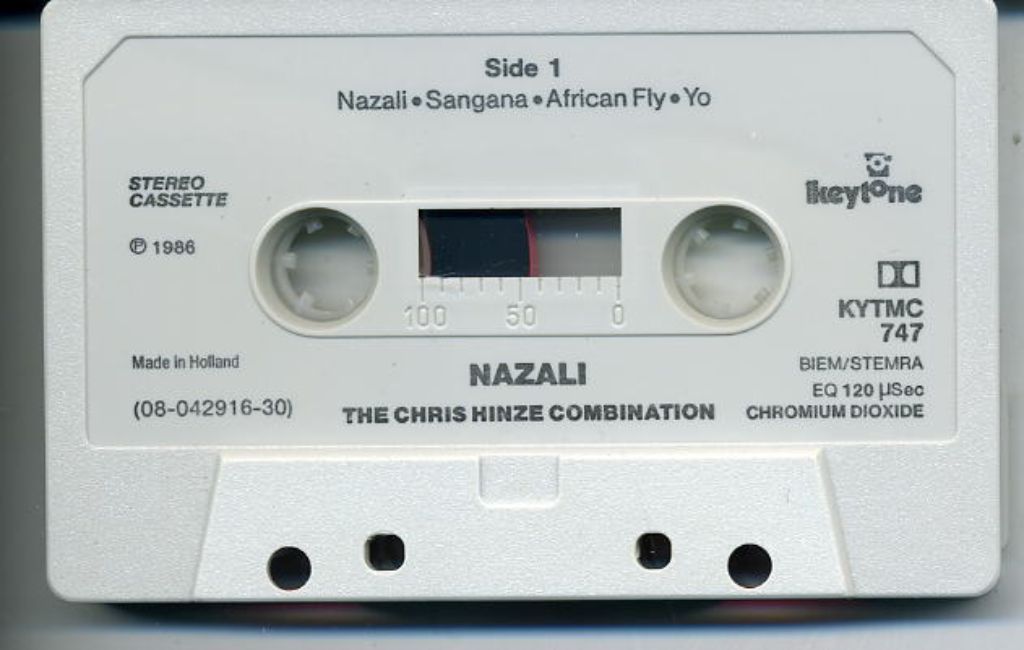 Side 1
Nazali • Sangana • African Fly • Yo
STEREO
CASSETTE
℗ 1986
keytone
100 50 0
KYTMC
747
Made in Holland
BIEM/STEMRA
(08-042916-30)
EQ 120 µSec
CHROMIUM DIOXIDE
NAZALI
THE CHRIS HINZE COMBINATION